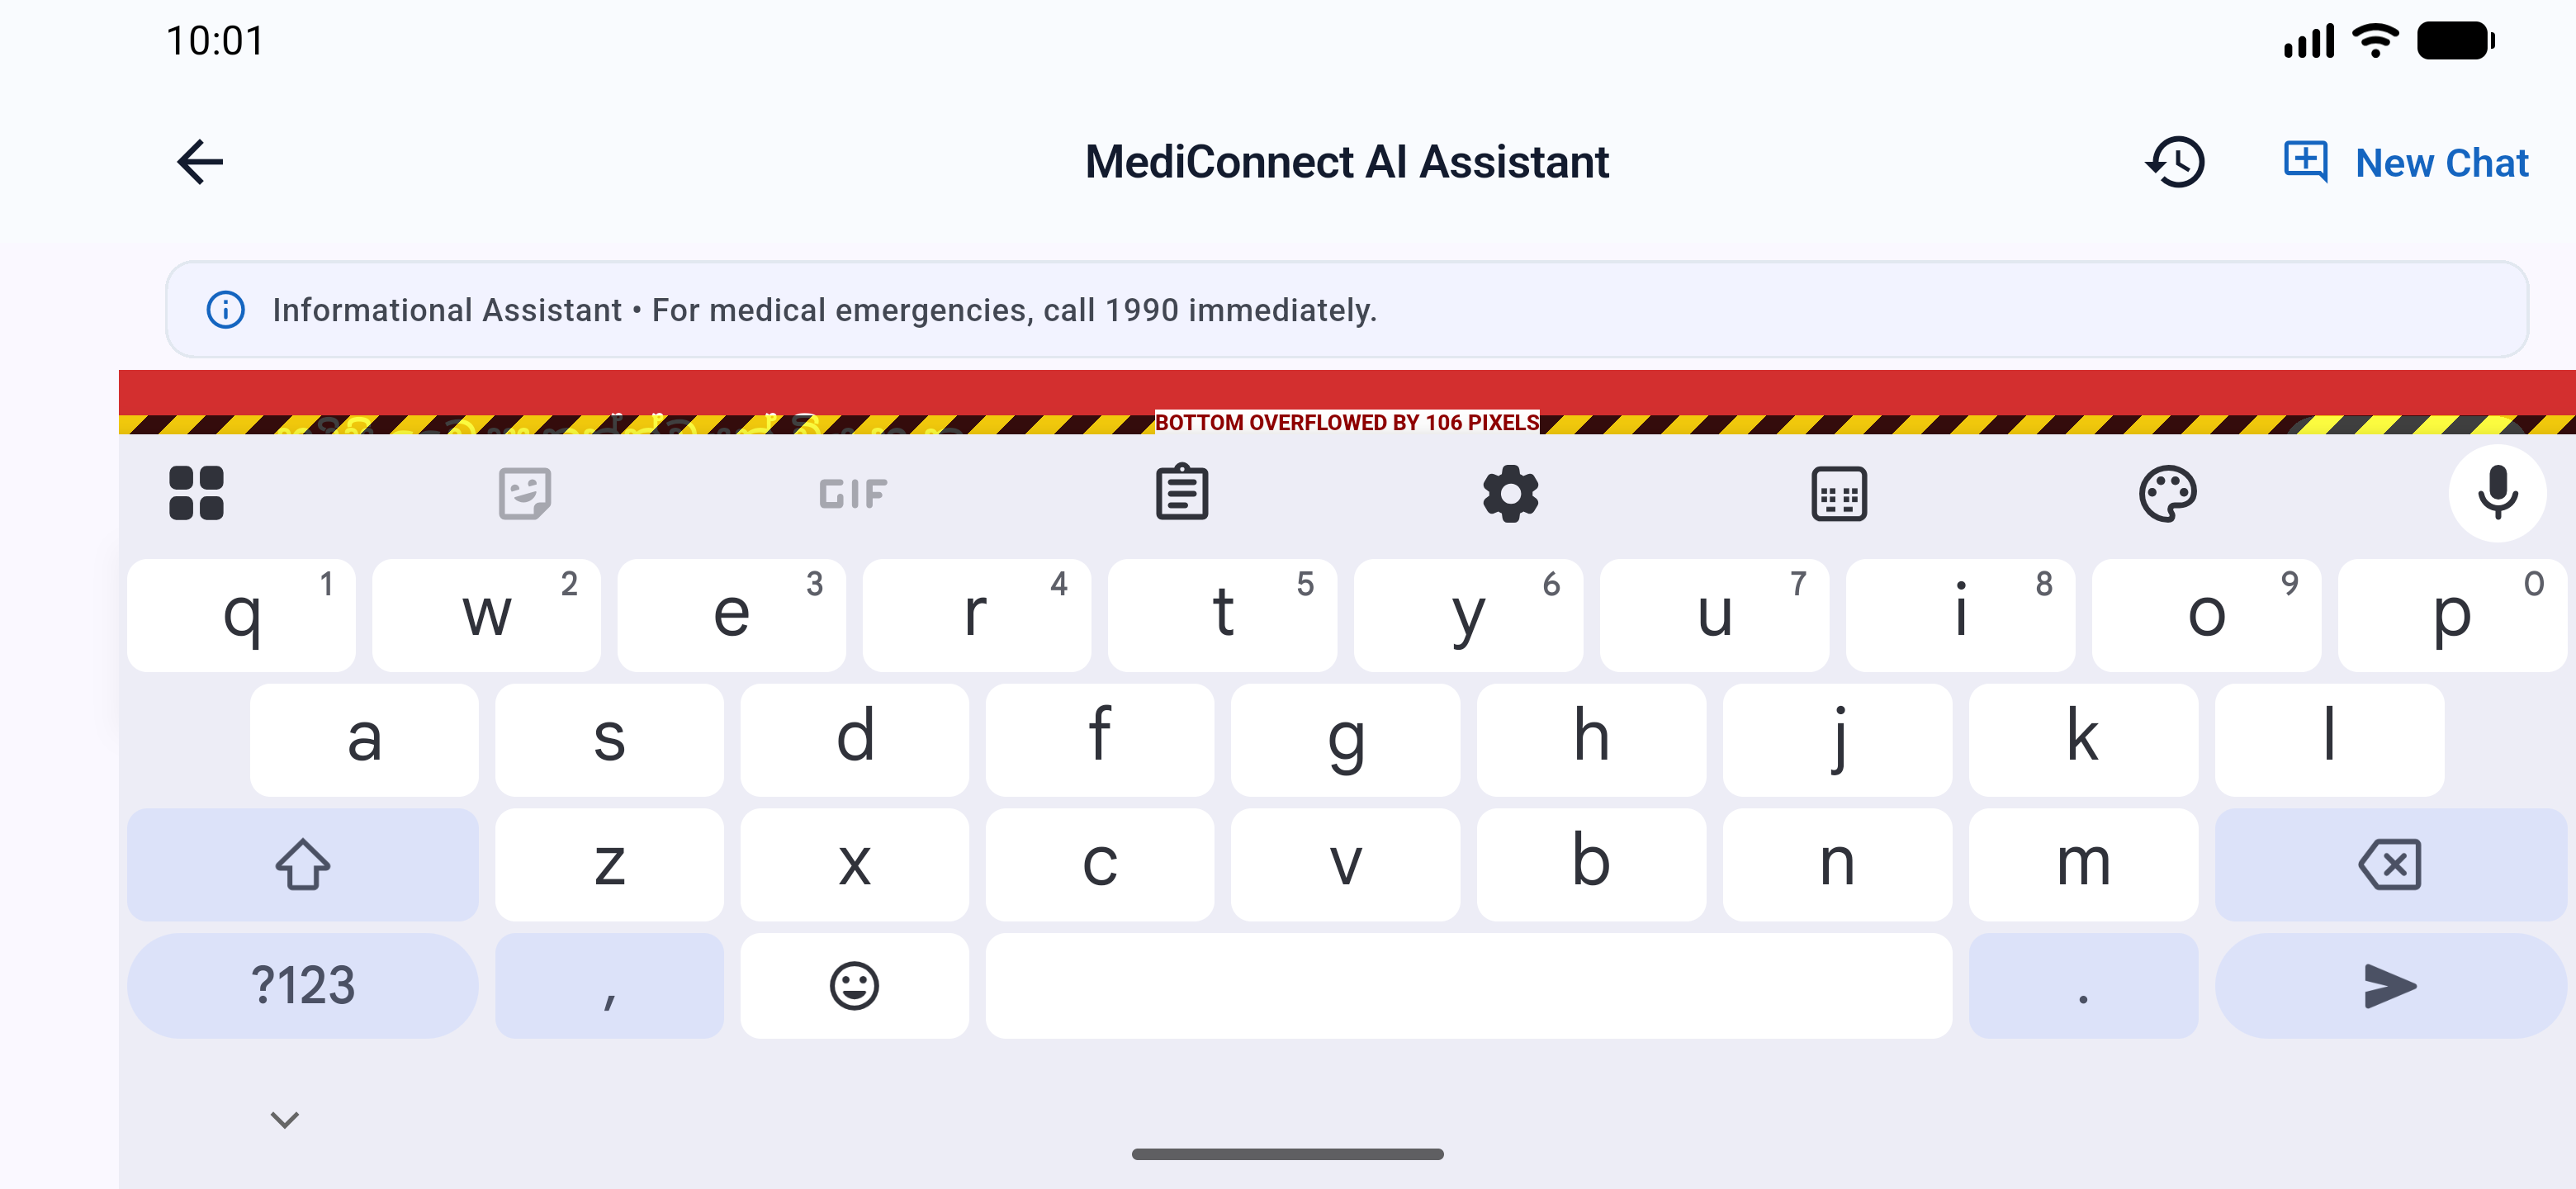 10:01
MediConnect AI Assistant
New Chat
Informational Assistant • For medical emergencies, call 1990 immediately.
BOTTOM OVERFLOWED BY 106 PIXELS
GIF
q 1 w 2 e 3 r 4 t 5 y 6 u 7 i 8 o 9 p 0
a s d f g h j k l
z x c v b n m
?123 , .